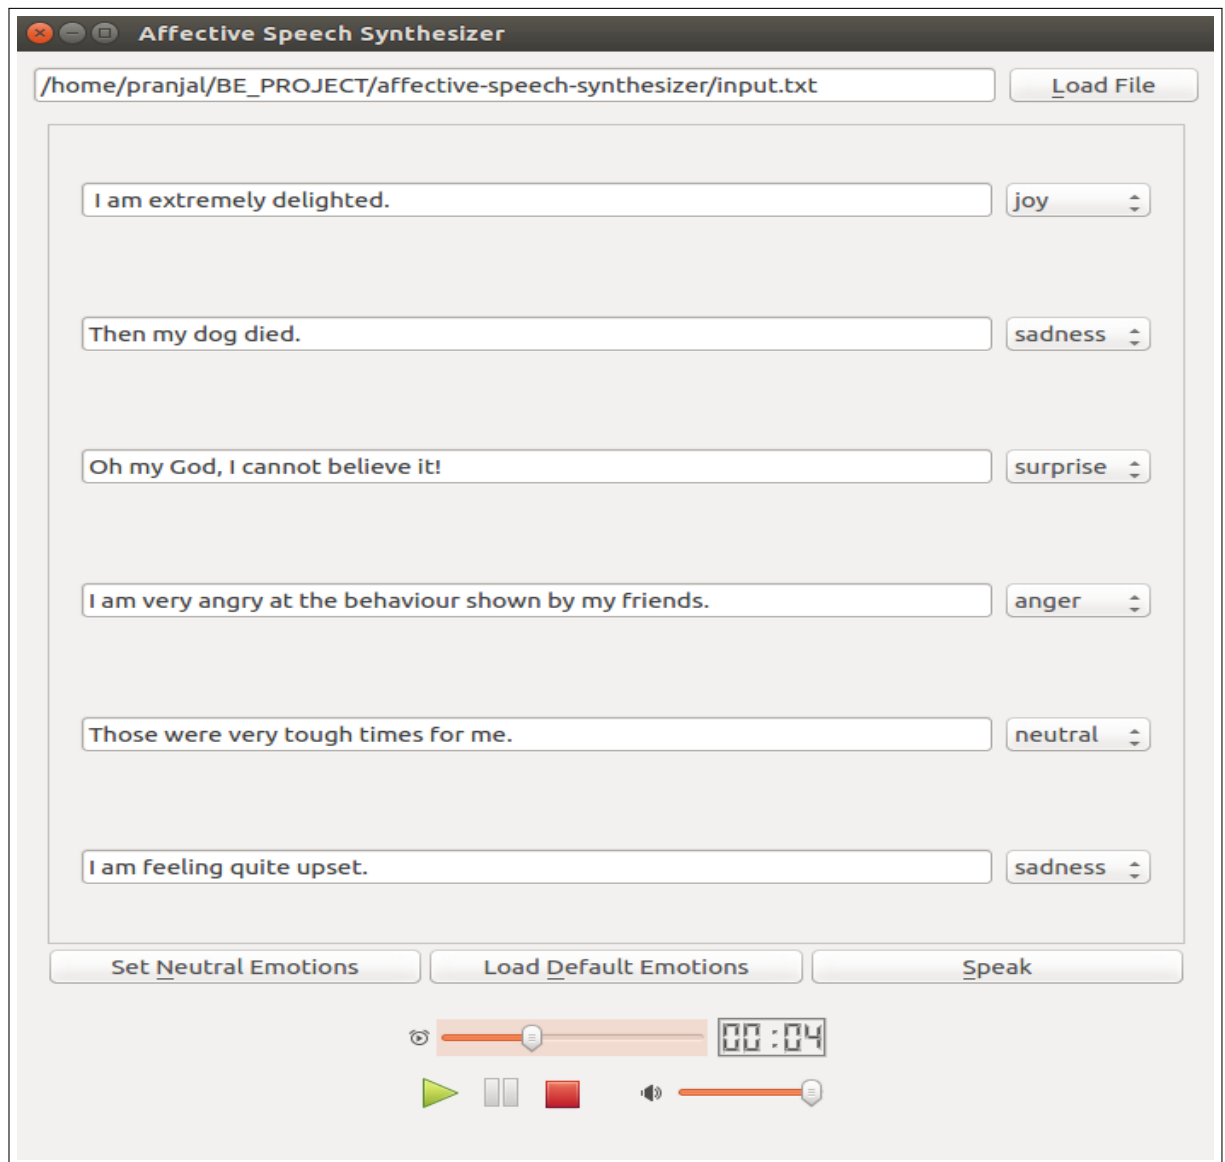 Affective Speech Synthesizer
/home/pranjal/BE_PROJECT/affective-speech-synthesizer/input.txt Load File
I am extremely delighted. joy
Then my dog died. sadness
Oh my God, I cannot believe it! surprise
I am very angry at the behaviour shown by my friends. anger
Those were very tough times for me. neutral
I am feeling quite upset. sadness
Set Neutral Emotions Load Default Emotions Speak
00:04